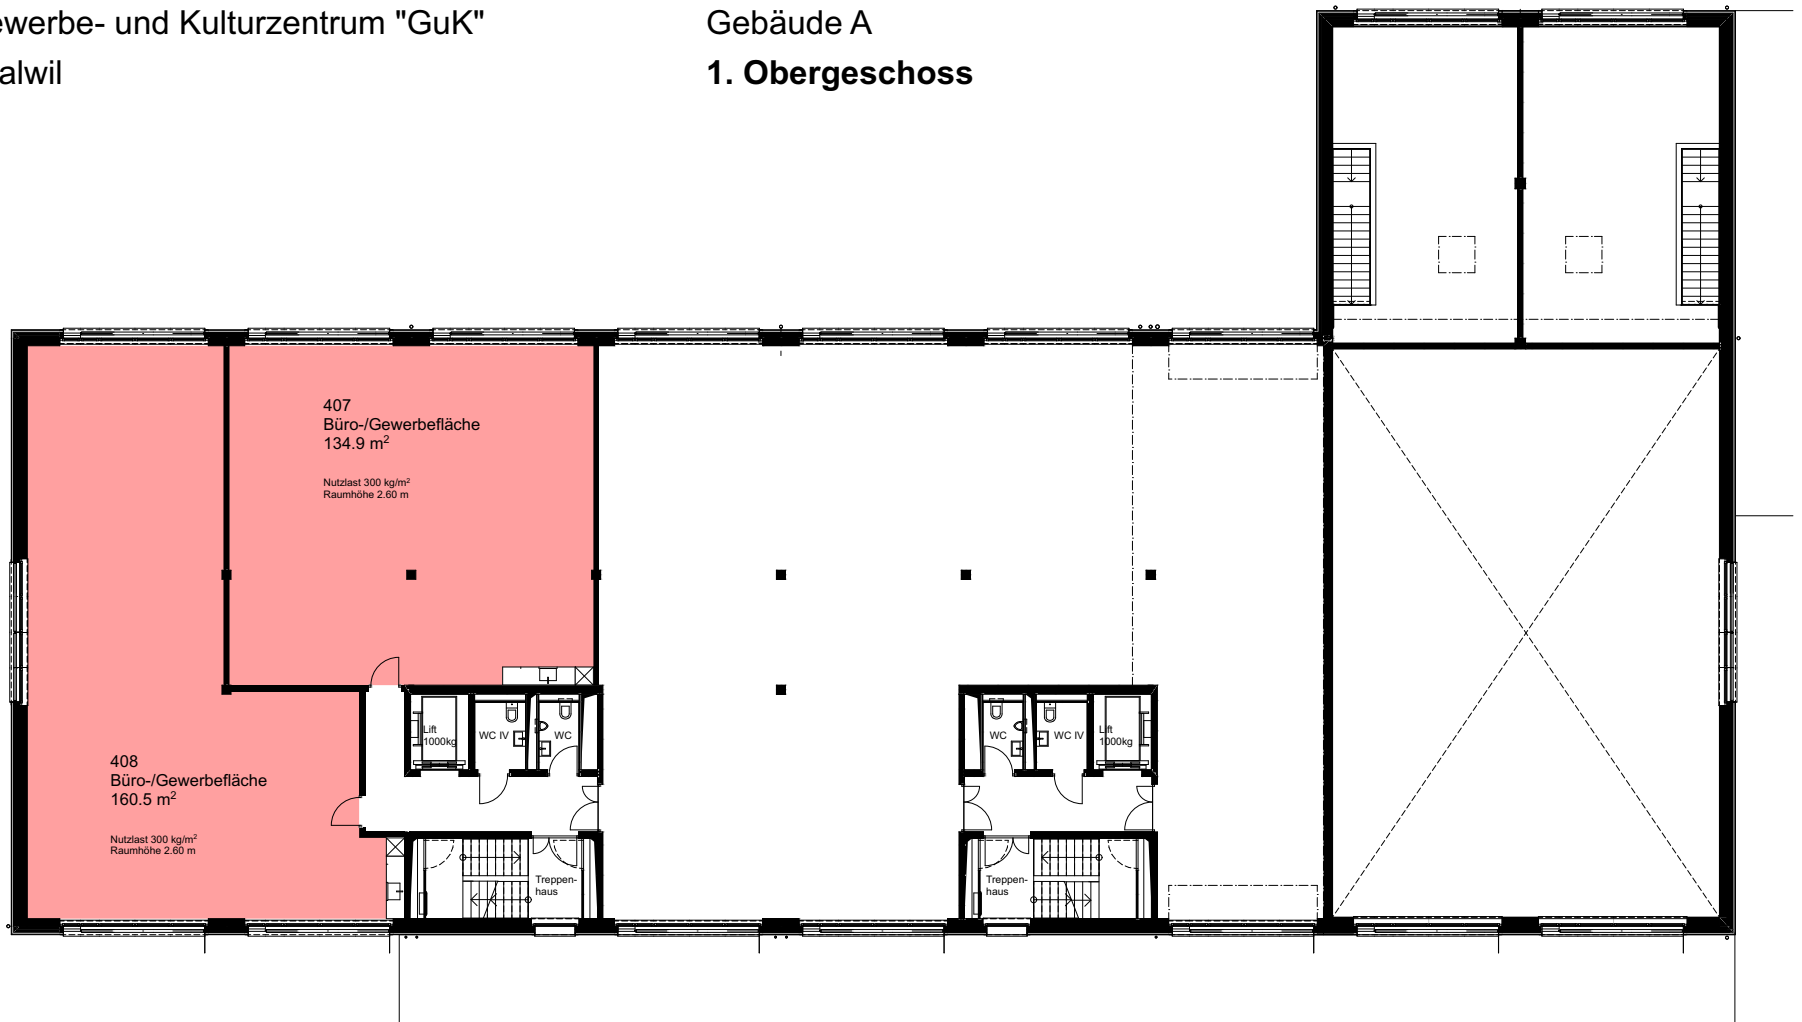 ewerbe- und Kulturzentrum "GuK"
alwil
Gebäude A
1. Obergeschoss
407
Büro-/Gewerbefläche
134.9 m²
Nutzlast 300 kg/m²
Raumhöhe 2.60 m
408
Büro-/Gewerbefläche
160.5 m²
Nutzlast 300 kg/m²
Raumhöhe 2.60 m
Lift
1000kg
WC IV
WC
Treppen-
haus
WC
WC IV
Lift
1000kg
Treppen-
haus